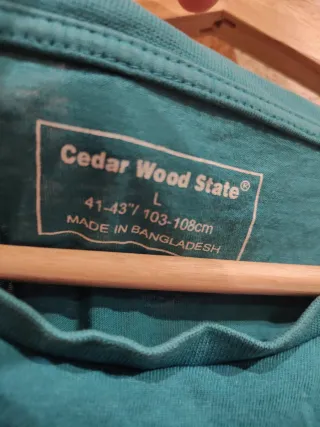 Cedar Wood State®
L
41-43"/ 103-108cm
MADE IN BANGLADESH